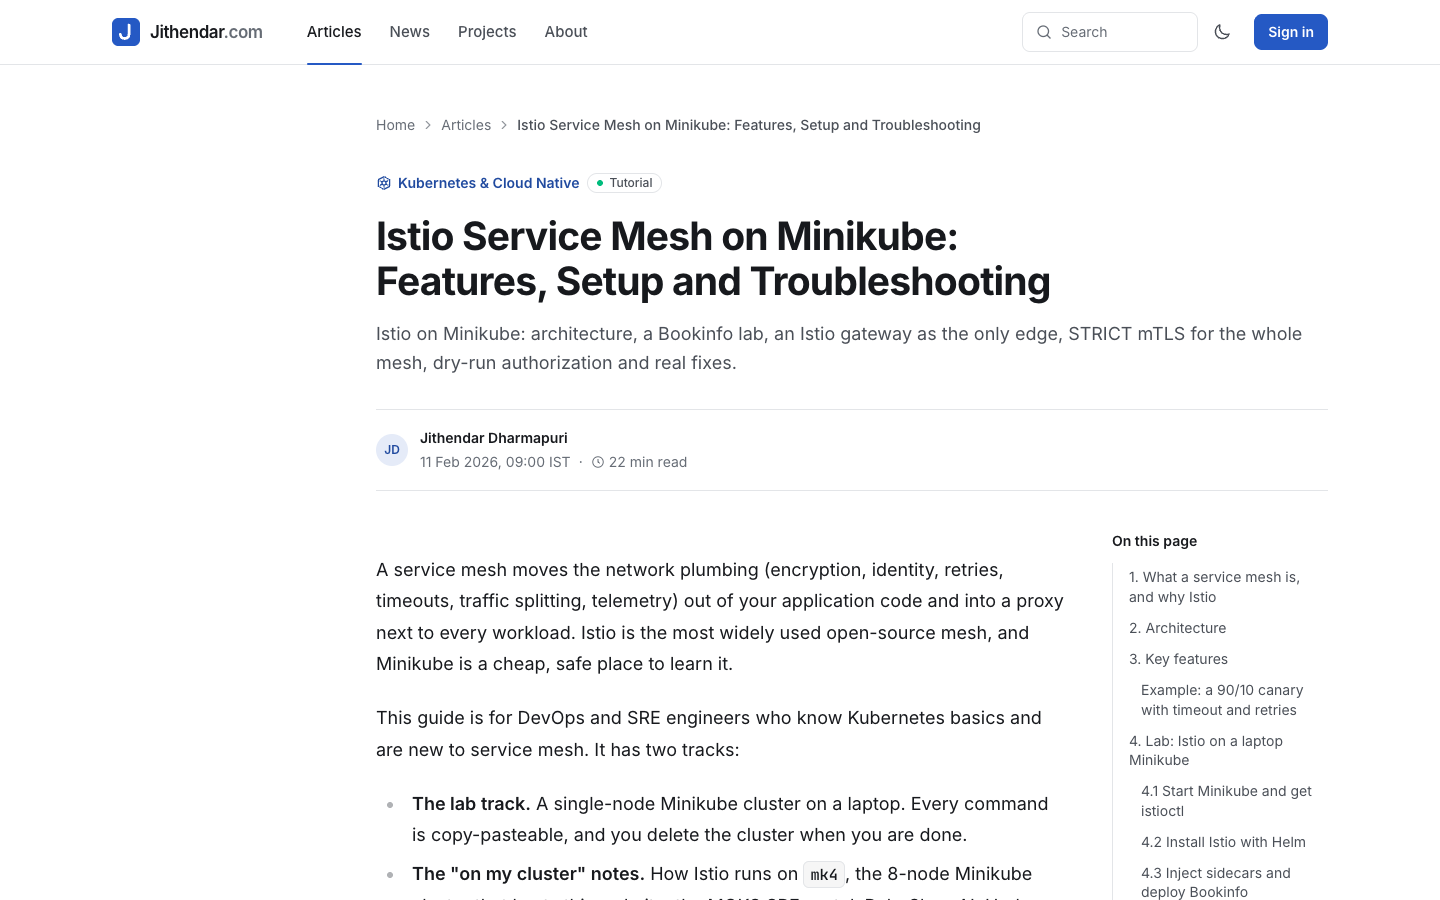 J Jithendar.com Articles News Projects About Search Sign in
Home > Articles > Istio Service Mesh on Minikube: Features, Setup and Troubleshooting
Kubernetes & Cloud Native Tutorial
Istio Service Mesh on Minikube:
Features, Setup and Troubleshooting
Istio on Minikube: architecture, a Bookinfo lab, an Istio gateway as the only edge, STRICT mTLS for the whole
mesh, dry-run authorization and real fixes.
JD
Jithendar Dharmapuri
11 Feb 2026, 09:00 IST · 22 min read
A service mesh moves the network plumbing (encryption, identity, retries,
timeouts, traffic splitting, telemetry) out of your application code and into a proxy
next to every workload. Istio is the most widely used open-source mesh, and
Minikube is a cheap, safe place to learn it.
This guide is for DevOps and SRE engineers who know Kubernetes basics and
are new to service mesh. It has two tracks:
• The lab track. A single-node Minikube cluster on a laptop. Every command
is copy-pasteable, and you delete the cluster when you are done.
• The "on my cluster" notes. How Istio runs on mk4, the 8-node Minikube
On this page
1. What a service mesh is,
and why Istio
2. Architecture
3. Key features
Example: a 90/10 canary
with timeout and retries
4. Lab: Istio on a laptop
Minikube
4.1 Start Minikube and get
istioctl
4.2 Install Istio with Helm
4.3 Inject sidecars and
deploy Bookinfo